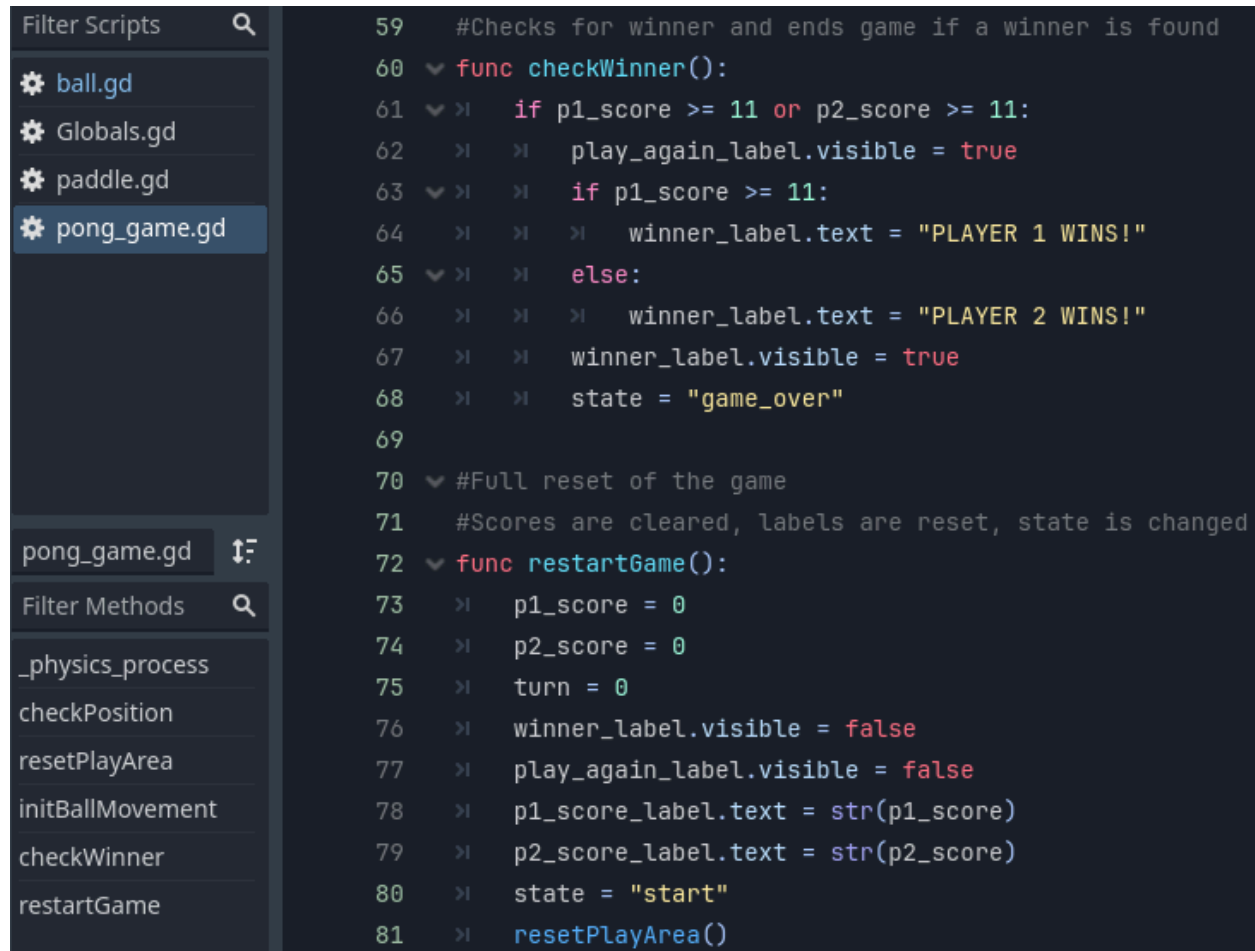 Filter Scripts
ball.gd
Globals.gd
paddle.gd
pong_game.gd
pong_game.gd
Filter Methods
_physics_process
checkPosition
resetPlayArea
initBallMovement
checkWinner
restartGame
59 #Checks for winner and ends game if a winner is found
60 func checkWinner():
61 if p1_score >= 11 or p2_score >= 11:
62 play_again_label.visible = true
63 if p1_score >= 11:
64 winner_label.text = "PLAYER 1 WINS!"
65 else:
66 winner_label.text = "PLAYER 2 WINS!"
67 winner_label.visible = true
68 state = "game_over"
69
70 #Full reset of the game
71 #Scores are cleared, labels are reset, state is changed
72 func restartGame():
73 p1_score = 0
74 p2_score = 0
75 turn = 0
76 winner_label.visible = false
77 play_again_label.visible = false
78 p1_score_label.text = str(p1_score)
79 p2_score_label.text = str(p2_score)
80 state = "start"
81 resetPlayArea()